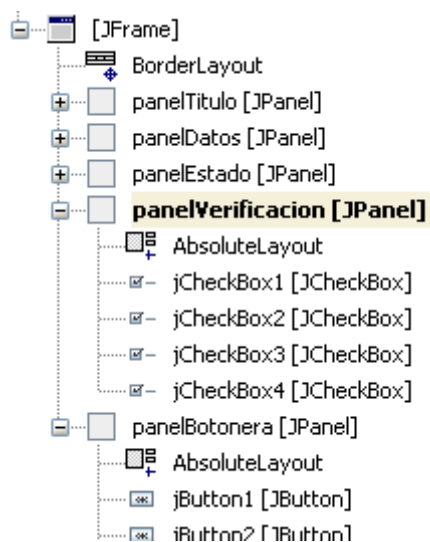 [JFrame]
BorderLayout
panelTitulo [JPanel]
panelDatos [JPanel]
panelEstado [JPanel]
panelVerificacion [JPanel]
AbsoluteLayout
jCheckBox1 [JCheckBox]
jCheckBox2 [JCheckBox]
jCheckBox3 [JCheckBox]
jCheckBox4 [JCheckBox]
panelBotonera [JPanel]
AbsoluteLayout
jButton1 [JButton]
jButton2 [JButton]